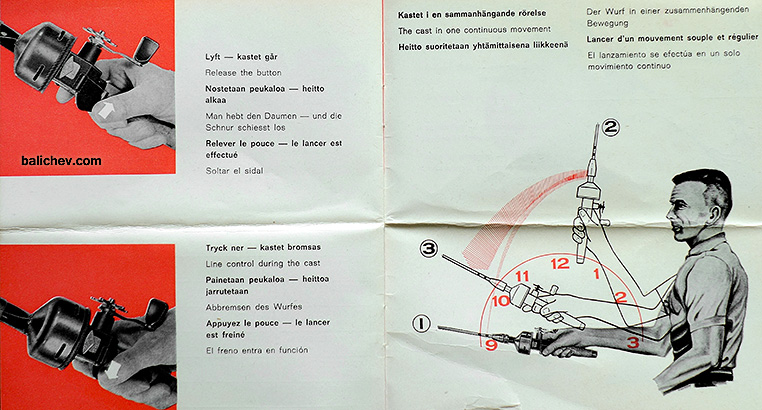 Lyft — kastet går
Release the button
Nostetaan peukaloa — heitto
alkaa
Man hebt den Daumen — und die
Schnur schiesst los
Relever le pouce — le lancer est
effectué
Soltar el sidal
balichev.com
Tryck ner — kastet bromsas
Line control during the cast
Painetaan peukaloa — heittoa
jarrutetaan
Abbremsen des Wurfes
Appuyez le pouce — le lancer
est freiné
El freno entra en función
Kastet i en sammanhängande rörelse
The cast in one continuous movement
Heitto suoritetaan yhtämittaisena liikkeenä
Der Wurf in einer zusammenhängenden
Bewegung
Lancer d'un mouvement souple et régulier
El lanzamiento se efectúa en un solo
movimiento continuo
2
3
12
1
11
10
2
1
9
3